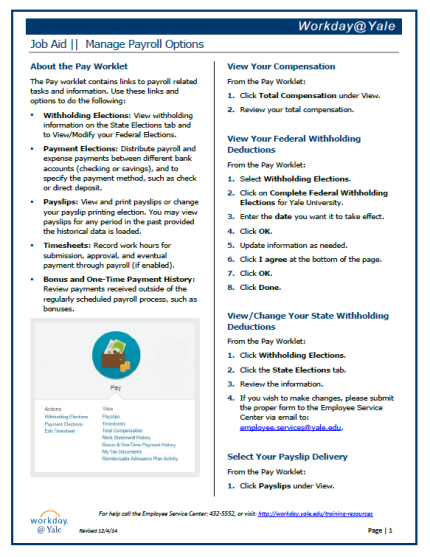 Workday@Yale
Job Aid || Manage Payroll Options
About the Pay Worklet
The Pay worklet contains links to payroll related
tasks and information. Use these links and
options to do the following:
• Withholding Elections: View withholding
information on the State Elections tab and
to View/Modify your Federal Elections.
• Payment Elections: Distribute payroll and
expense payments between different bank
accounts (checking or savings), and to
specify the payment method, such as check
or direct deposit.
• Payslips: View and print payslips or change
your payslip printing election. You may view
payslips for any period in the past provided
the historical data is loaded.
• Timesheets: Record work hours for
submission, approval, and eventual
payment through payroll (if enabled).
• Bonus and One-Time Payment History:
Review payments received outside of the
regularly scheduled payroll process, such as
bonuses.
Pay
Actions
Withholding Elections
Payment Elections
Edit Timesheet
View
Payslips
Timesheets
Total Compensation
Merit Statement History
Bonus & One-Time Payment History
My Tax Documents
Reimbursable Allowance Plan Activity
View Your Compensation
From the Pay Worklet:
1. Click Total Compensation under View.
2. Review your total compensation.
View Your Federal Withholding
Deductions
From the Pay Worklet:
1. Select Withholding Elections.
2. Click on Complete Federal Withholding
Elections for Yale University.
3. Enter the date you want it to take effect.
4. Click OK.
5. Update information as needed.
6. Click I agree at the bottom of the page.
7. Click OK.
8. Click Done.
View/Change Your State Withholding
Deductions
From the Pay Worklet:
1. Click Withholding Elections.
2. Click the State Elections tab.
3. Review the information.
4. If you wish to make changes, please submit
the proper form to the Employee Service
Center via email to:
employee.services@yale.edu.
Select Your Payslip Delivery
From the Pay Worklet:
1. Click Payslips under View.
For help call the Employee Service Center: 432-5552, or visit: http://workday.yale.edu/training-resources
workday.
@ Yale
Revised 12/4/14
Page | 1